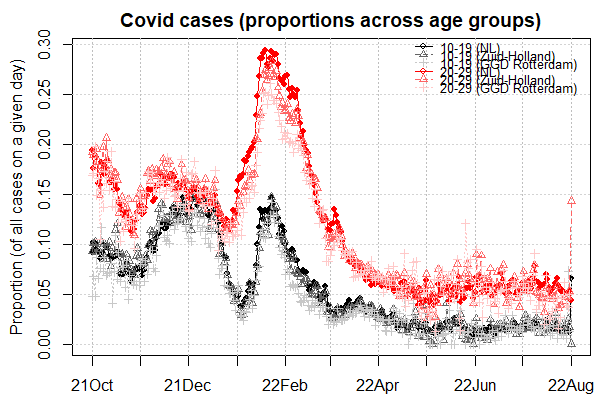 Covid cases (proportions across age groups)
Proportion (of all cases on a given day)
0.30
0.25
0.20
0.15
0.10
0.05
0.00
10-19 (NL)
10-19 (Zuid-Holland)
10-19 (GGD Rotterdam)
20-29 (NL)
20-29 (Zuid-Holland)
20-29 (GGD Rotterdam)
21Oct 21Dec 22Feb 22Apr 22Jun 22Aug